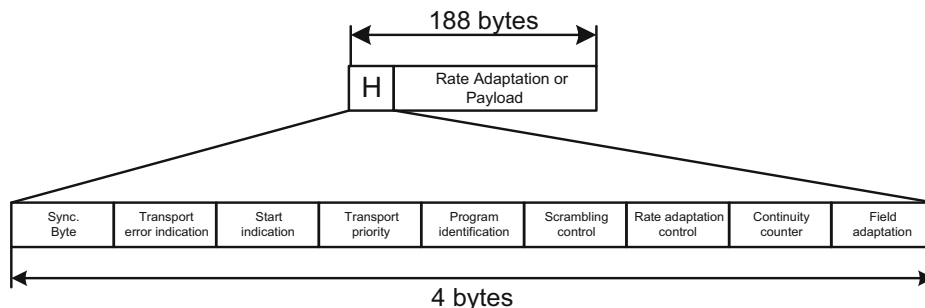 188 bytes
H
Rate Adaptation or
Payload
Sync.
Byte
Transport
error indication
Start
indication
Transport
priority
Program
identification
Scrambling
control
Rate adaptation
control
Continuity
counter
Field
adaptation
4 bytes